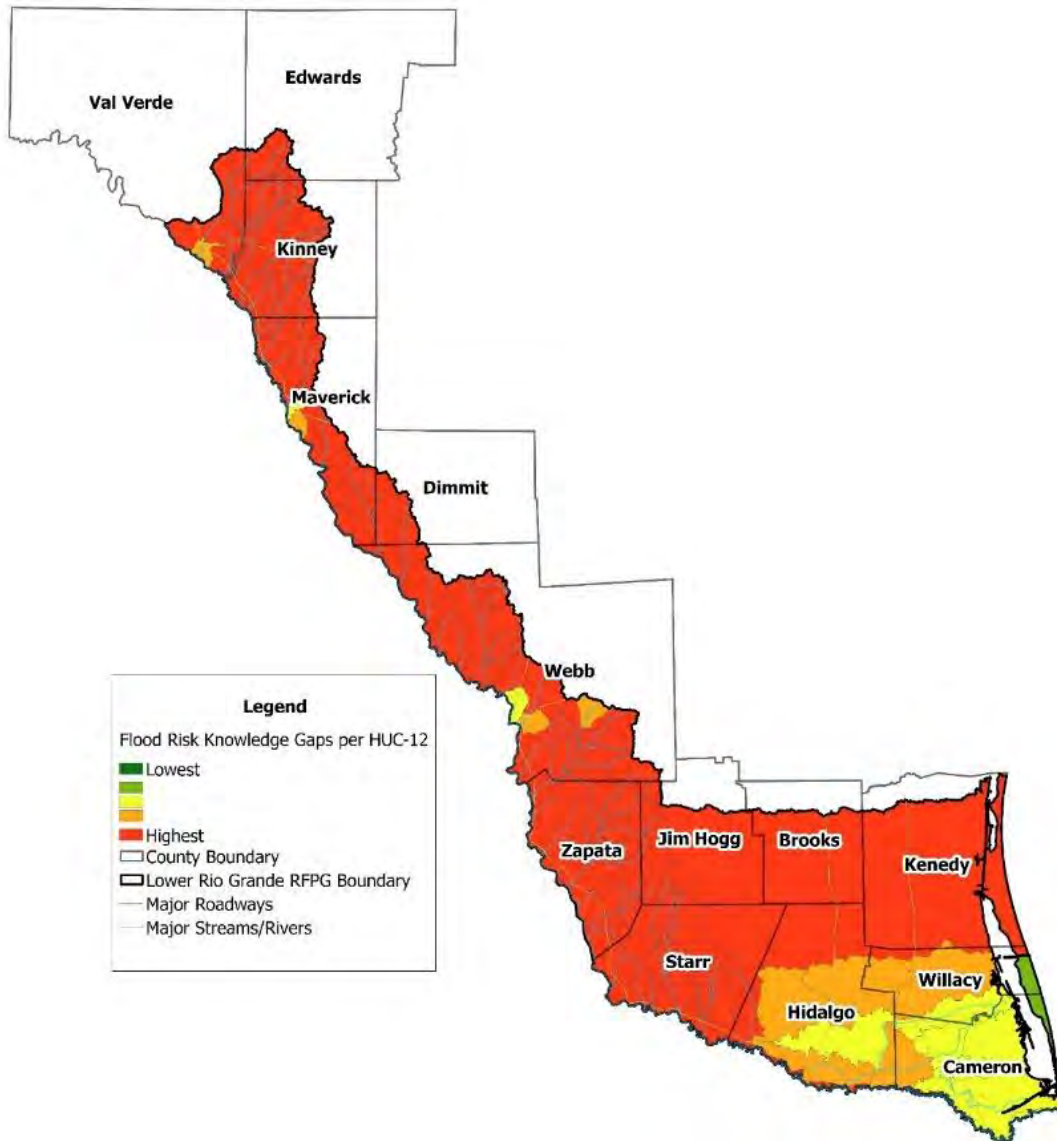 Edwards
Val Verde
Kinney
Maverick
Dimmit
Webb
Legend
Flood Risk Knowledge Gaps per HUC-12
Lowest
Highest
County Boundary
Lower Rio Grande RFPG Boundary
Major Roadways
Major Streams/Rivers
Zapata
Jim Hogg
Brooks
Kenedy
Starr
Willacy
Hidalgo
Cameron